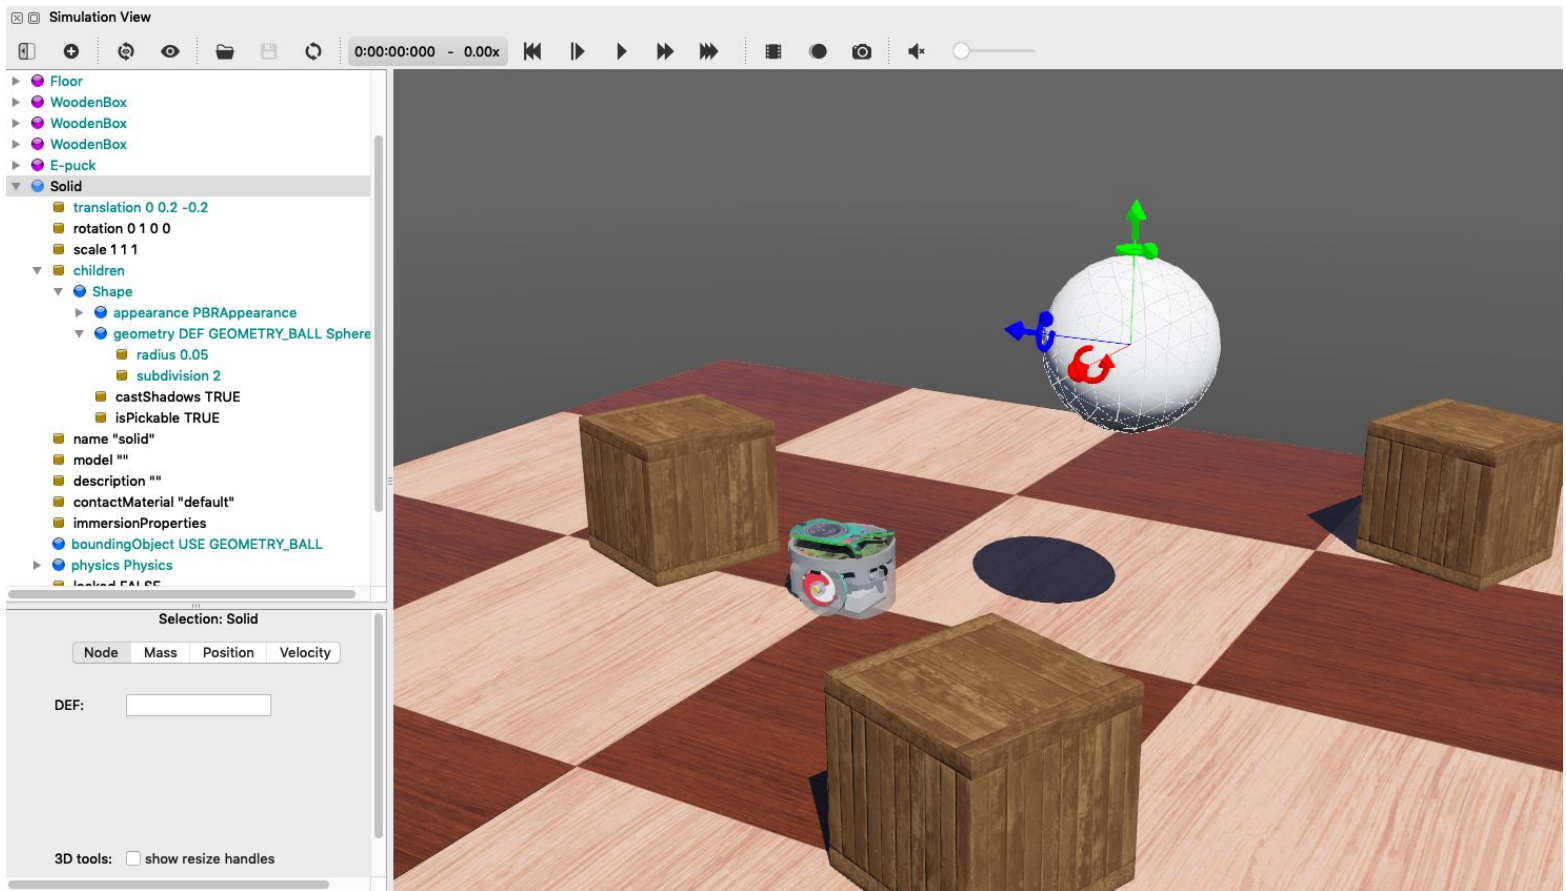 Simulation View
0:00:00:000 - 0.00x
Floor
WoodenBox
WoodenBox
WoodenBox
E-puck
Solid
translation 0 0.2 -0.2
rotation 0 1 0 0
scale 1 1 1
children
Shape
appearance PBRAppearance
geometry DEF GEOMETRY_BALL Sphere
radius 0.05
subdivision 2
castShadows TRUE
isPickable TRUE
name "solid"
model ""
description ""
contactMaterial "default"
immersionProperties
boundingObject USE GEOMETRY_BALL
physics Physics
locked FALSE
Selection: Solid
Node Mass Position Velocity
DEF:
3D tools: show resize handles